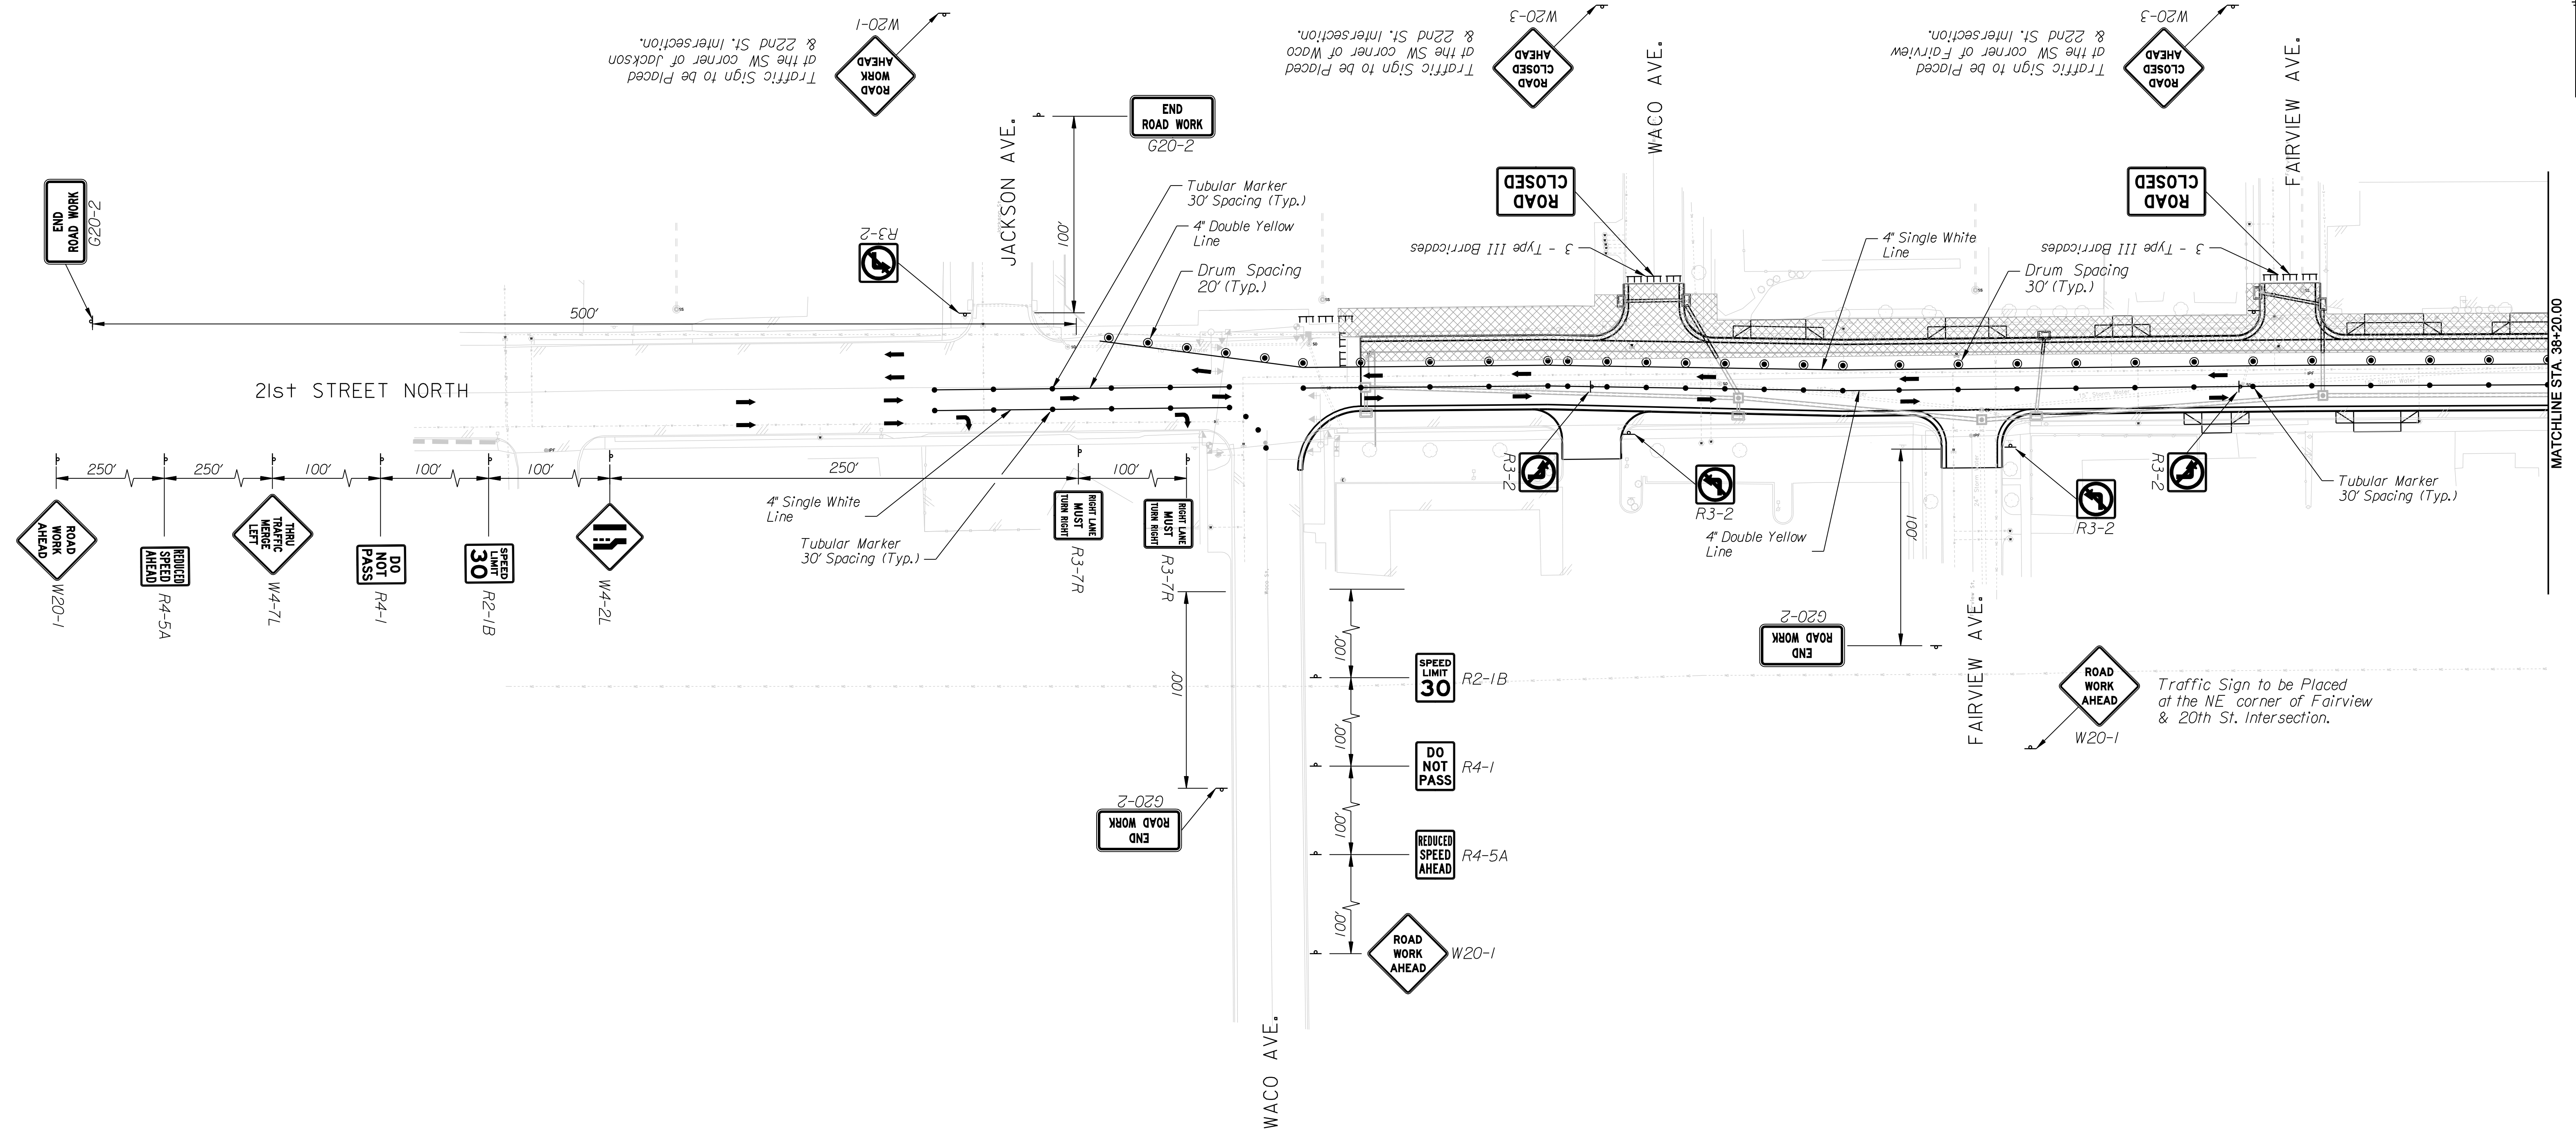 W20-1
Traffic Sign to be Placed
at the SW corner of Jackson
& 22nd St. Intersection.
ROAD
WORK
AHEAD
W20-3
Traffic Sign to be Placed
at the SW corner of Waco
& 22nd St. Intersection.
ROAD
CLOSED
AHEAD
W20-3
Traffic Sign to be Placed
at the SW corner of Fairview
& 22nd St. Intersection.
ROAD
CLOSED
AHEAD
END
ROAD WORK
G20-2
JACKSON AVE.
100'
WACO AVE.
FAIRVIEW AVE.
END
ROAD WORK
G20-2
500'
R3-2
Tubular Marker
30' Spacing (Typ.)
4" Double Yellow
Line
Drum Spacing
20' (Typ.)
ROAD
CLOSED
3 - Type III Barricades
4" Single White
Line
ROAD
CLOSED
3 - Type III Barricades
Drum Spacing
30' (Typ.)
MATCHLINE STA. 38+20.00
21st STREET NORTH
250'
250'
100'
100'
100'
250'
100'
ROAD
WORK
AHEAD
W20-1
REDUCED
SPEED
AHEAD
R4-5A
THRU
TRAFFIC
MERGE
LEFT
W4-7L
DO
NOT
PASS
R4-1
SPEED
LIMIT
30
R2-1B
W4-2L
4" Single White
Line
Tubular Marker
30' Spacing (Typ.)
RIGHT LANE
MUST
TURN RIGHT
R3-7R
RIGHT LANE
MUST
TURN RIGHT
R3-7R
R3-2
R3-2
4" Double Yellow
Line
R3-2
R3-2
Tubular Marker
30' Spacing (Typ.)
100'
G20-2
END
ROAD WORK
FAIRVIEW AVE.
ROAD
WORK
AHEAD
W20-1
Traffic Sign to be Placed
at the NE corner of Fairview
& 20th St. Intersection.
100'
G20-2
END
ROAD WORK
100'
SPEED
LIMIT
30
R2-1B
100'
DO
NOT
PASS
R4-1
100'
REDUCED
SPEED
AHEAD
R4-5A
100'
ROAD
WORK
AHEAD
W20-1
WACO AVE.